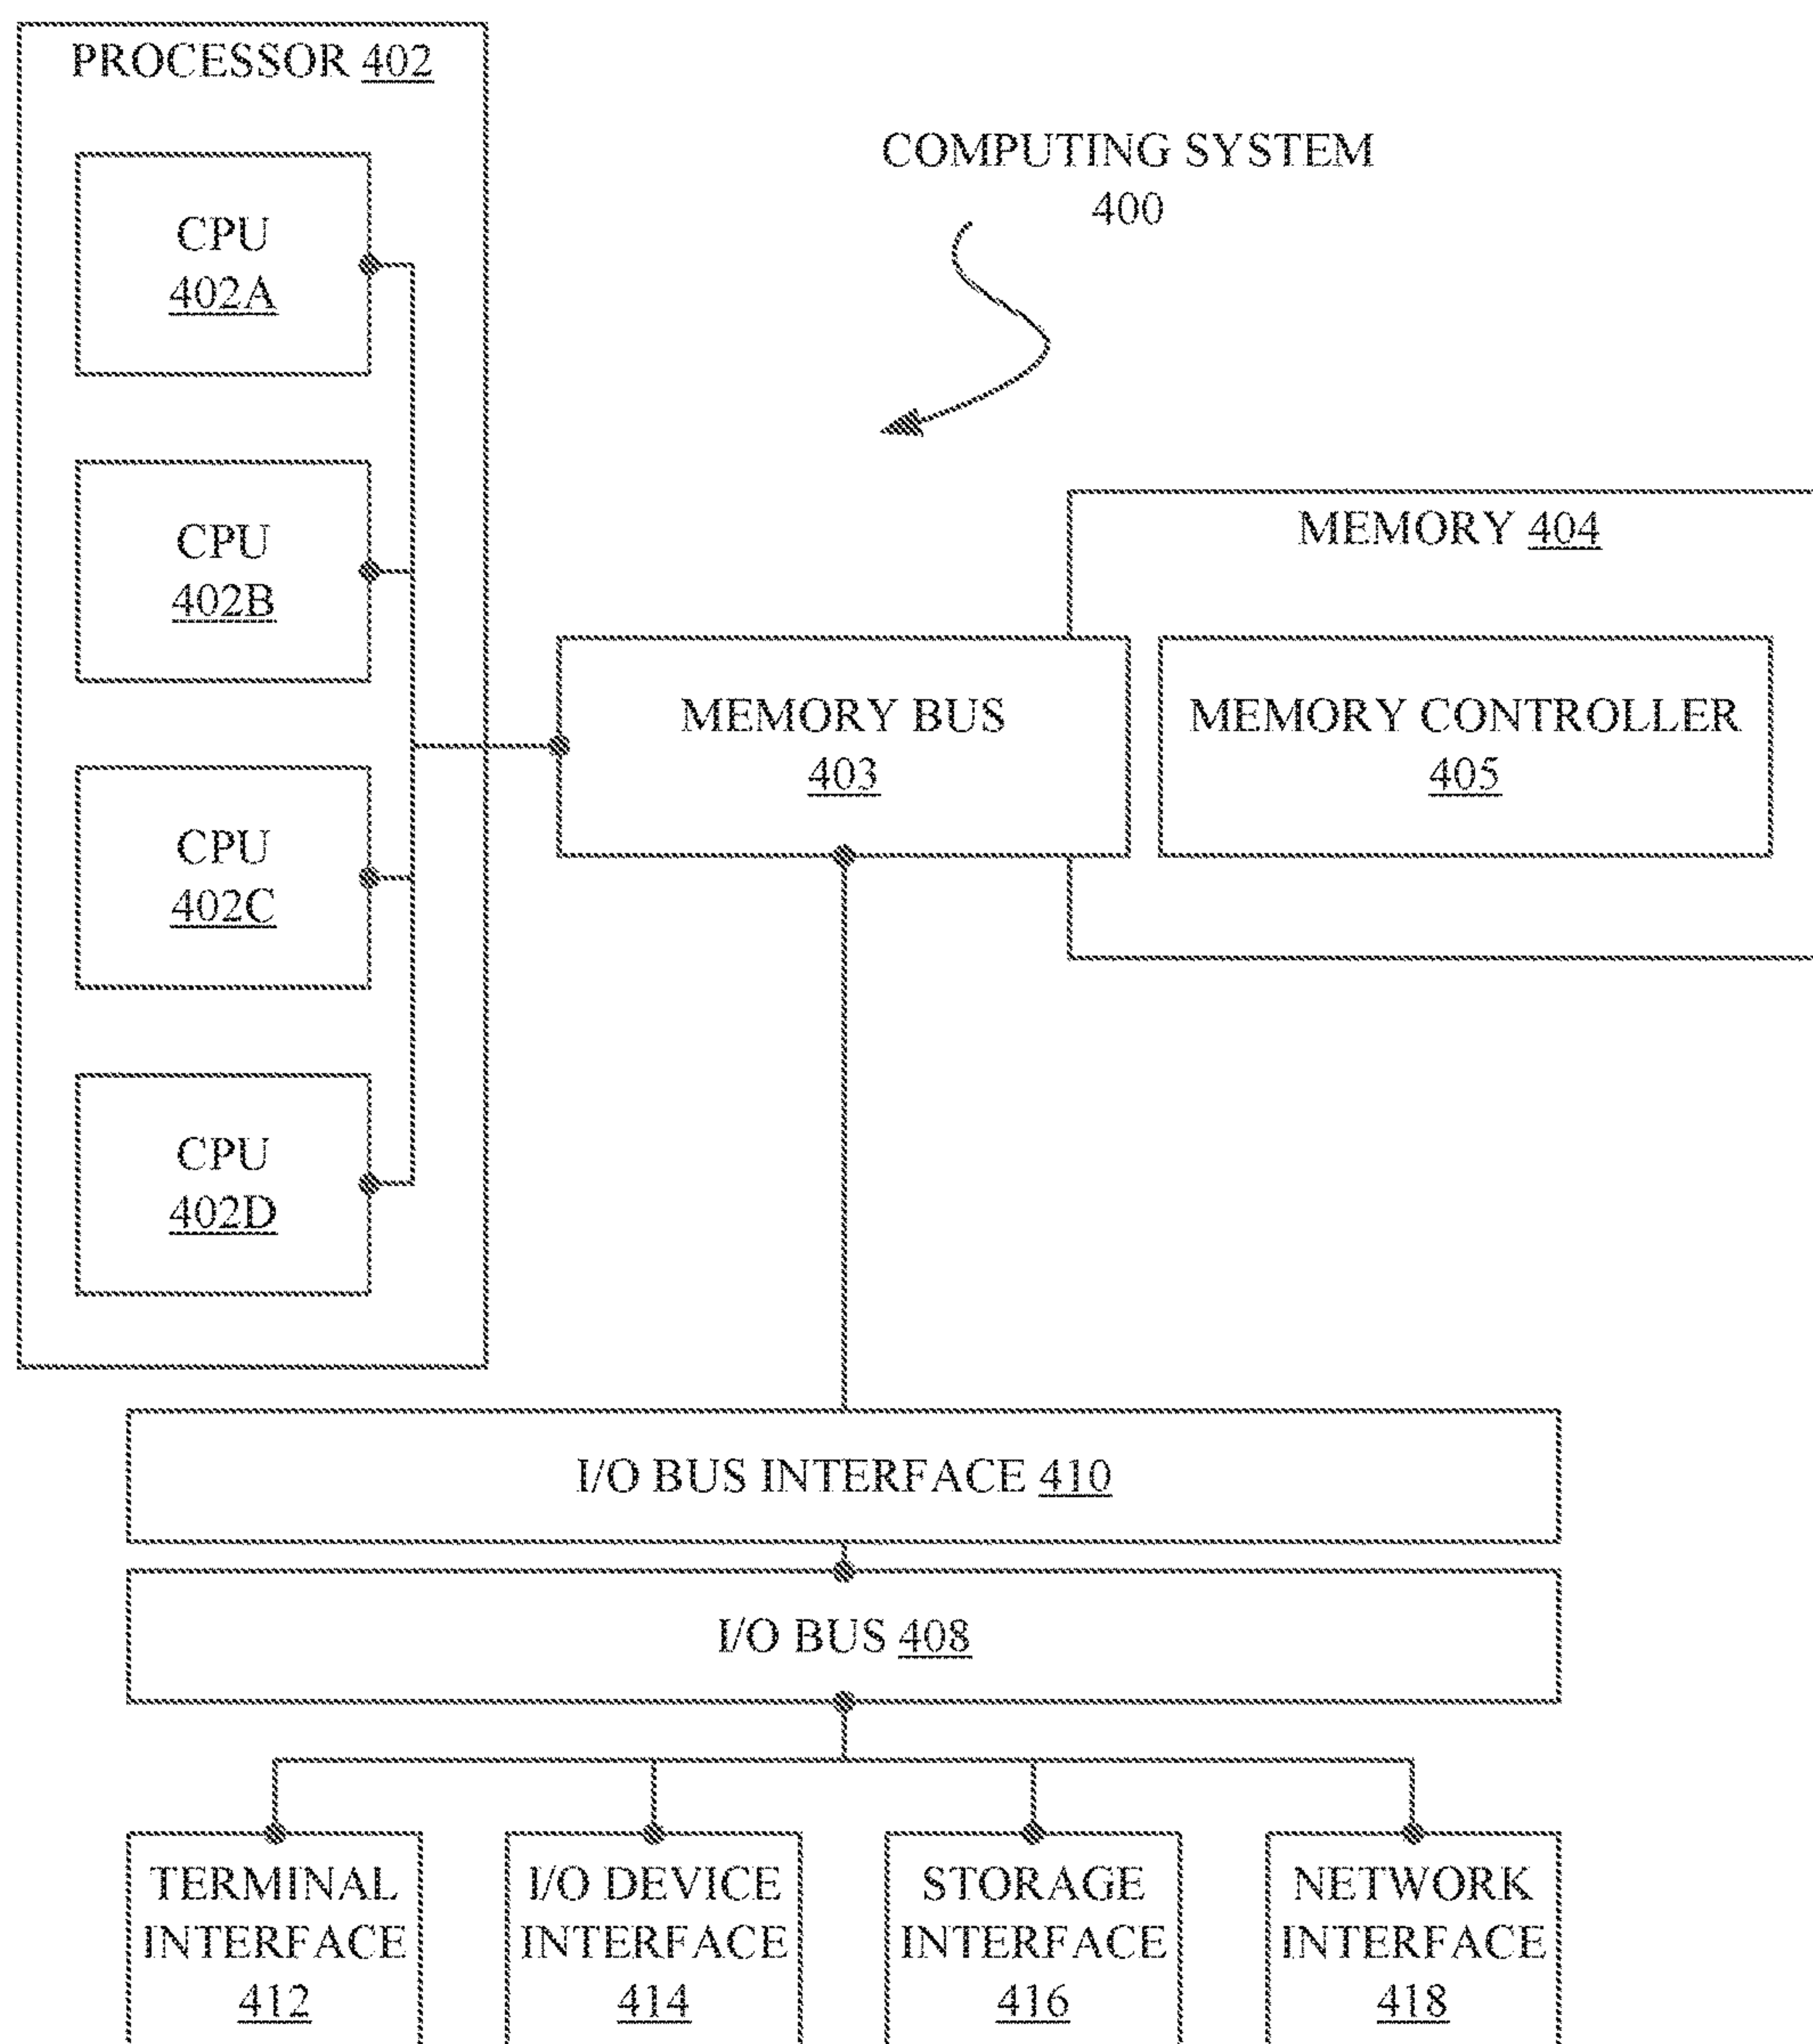 PROCESSOR 402
CPU
402A
CPU
402B
CPU
402C
CPU
402D
COMPUTING SYSTEM
400
MEMORY 404
MEMORY BUS
403
MEMORY CONTROLLER
405
I/O BUS INTERFACE 410
I/O BUS 408
TERMINAL
INTERFACE
412
I/O DEVICE
INTERFACE
414
STORAGE
INTERFACE
416
NETWORK
INTERFACE
418